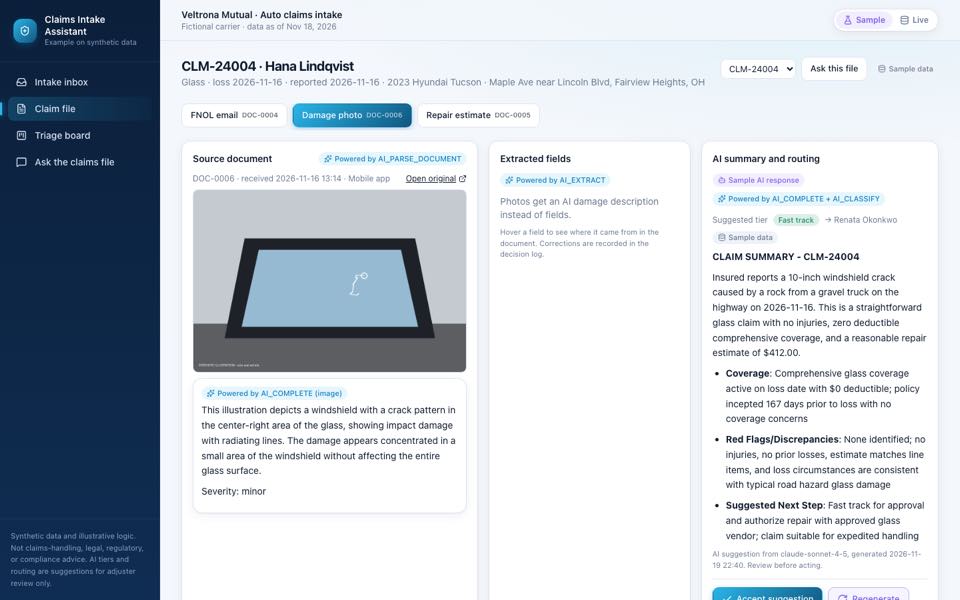 Claims Intake
Assistant
Example on synthetic data
Intake inbox
Claim file
Triage board
Ask the claims file
Synthetic data and illustrative logic.
Not claims-handling, legal, regulatory,
or compliance advice. AI tiers and
routing are suggestions for adjuster
review only.
Veltrona Mutual · Auto claims intake
Fictional carrier · data as of Nov 18, 2026
Sample
Live
CLM-24004 · Hana Lindqvist
Glass · loss 2026-11-16 · reported 2026-11-16 · 2023 Hyundai Tucson · Maple Ave near Lincoln Blvd, Fairview Heights, OH
CLM-24004
Ask this file
Sample data
FNOL email DOC-0004
Damage photo DOC-0006
Repair estimate DOC-0005
Source document
Powered by AI_PARSE_DOCUMENT
DOC-0006 · received 2026-11-16 13:14 · Mobile app
Open original
Powered by AI_COMPLETE (image)
This illustration depicts a windshield with a crack pattern in
the center-right area of the glass, showing impact damage
with radiating lines. The damage appears concentrated in a
small area of the windshield without affecting the entire
glass surface.
Severity: minor
Extracted fields
Powered by AI_EXTRACT
Photos get an AI damage description
instead of fields.
Hover a field to see where it came from in the
document. Corrections are recorded in the
decision log.
AI summary and routing
Sample AI response
Powered by AI_COMPLETE + AI_CLASSIFY
Suggested tier Fast track → Renata Okonkwo
Sample data
CLAIM SUMMARY - CLM-24004
Insured reports a 10-inch windshield crack
caused by a rock from a gravel truck on the
highway on 2026-11-16. This is a straightforward
glass claim with no injuries, zero deductible
comprehensive coverage, and a reasonable repair
estimate of $412.00.
• Coverage: Comprehensive glass coverage
active on loss date with $0 deductible; policy
incepted 167 days prior to loss with no
coverage concerns
• Red Flags/Discrepancies: None identified; no
injuries, no prior losses, estimate matches line
items, and loss circumstances are consistent
with typical road hazard glass damage
• Suggested Next Step: Fast track for approval
and authorize repair with approved glass
vendor; claim suitable for expedited handling
AI suggestion from claude-sonnet-4-5, generated 2026-11-
19 22:40. Review before acting.
Accept suggestion
Regenerate